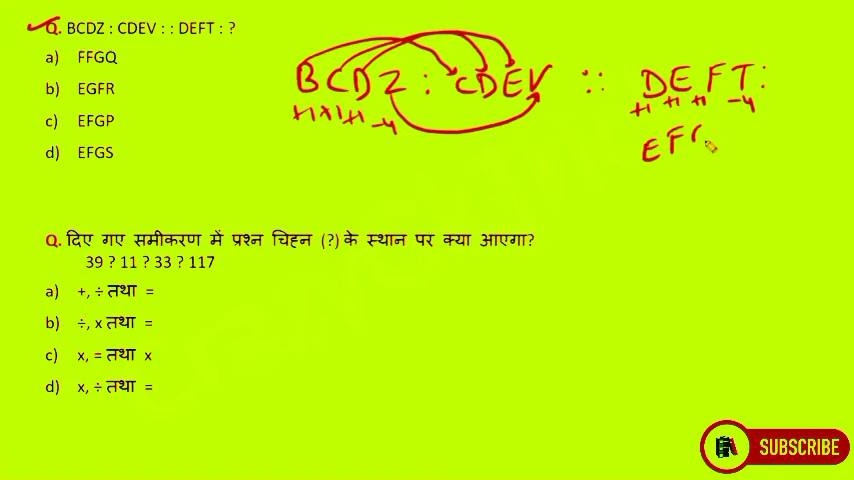 Q. BCDZ : CDEV : : DEFT : ?
a) FFGQ
b) EGFR
c) EFGP
d) EFGS
BCDZ : CDEV :: DEFT :
+1 +1 +1 -4
+1 +1 +1 -4
EF
Q. दिए गए समीकरण में प्रश्न चिह्न (?) के स्थान पर क्या आएगा?
39 ? 11 ? 33 ? 117
a) +, ÷ तथा =
b) ÷, x तथा =
c) x, = तथा x
d) x, ÷ तथा =
SUBSCRIBE